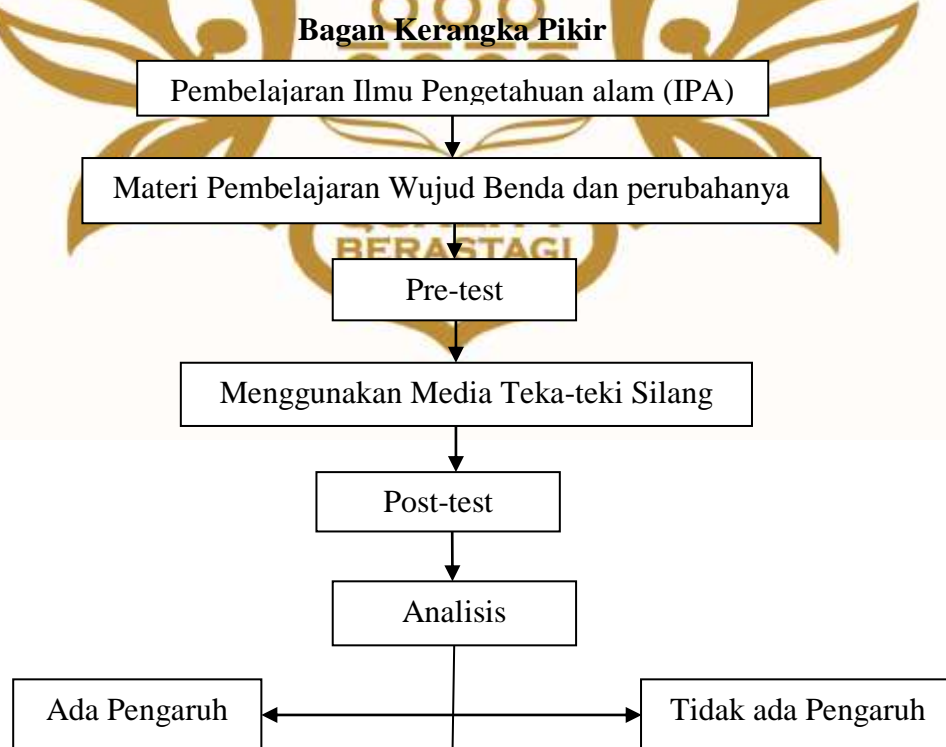 Bagan Kerangka Pikir
Pembelajaran Ilmu Pengetahuan alam (IPA)
Materi Pembelajaran Wujud Benda dan perubahanya
BERASTAGI
Pre-test
Menggunakan Media Teka-teki Silang
Post-test
Analisis
Ada Pengaruh
Tidak ada Pengaruh